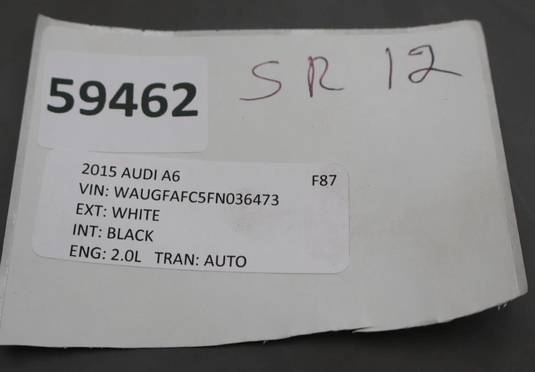 59462
SR 12
2015 AUDI A6 F87
VIN: WAUGFAFC5FN036473
EXT: WHITE
INT: BLACK
ENG: 2.0L TRAN: AUTO